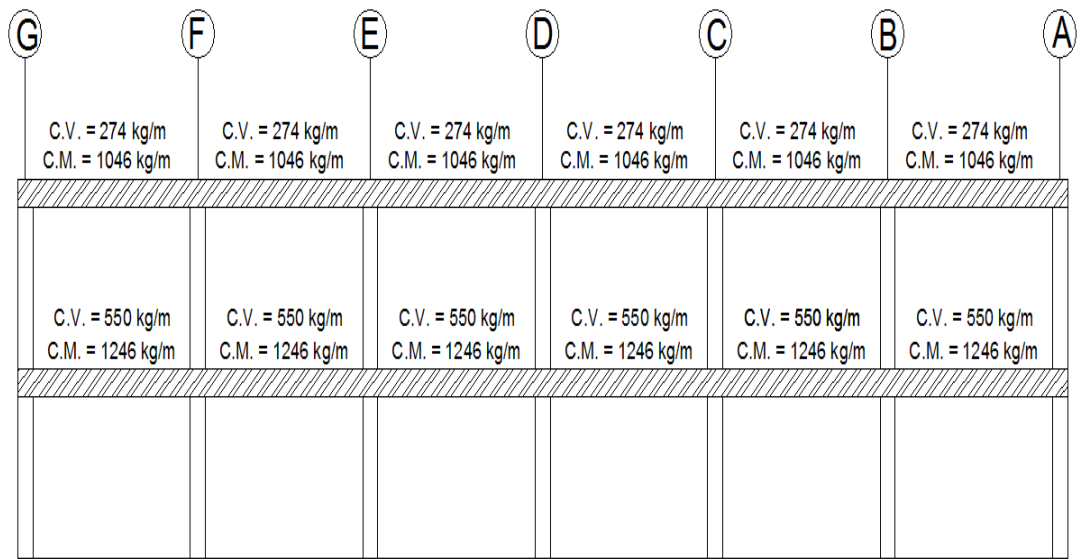 G F E D C B A
C.V. = 274 kg/m C.V. = 274 kg/m C.V. = 274 kg/m C.V. = 274 kg/m C.V. = 274 kg/m C.V. = 274 kg/m
C.M. = 1046 kg/m C.M. = 1046 kg/m C.M. = 1046 kg/m C.M. = 1046 kg/m C.M. = 1046 kg/m C.M. = 1046 kg/m
C.V. = 550 kg/m C.V. = 550 kg/m C.V. = 550 kg/m C.V. = 550 kg/m C.V. = 550 kg/m C.V. = 550 kg/m
C.M. = 1246 kg/m C.M. = 1246 kg/m C.M. = 1246 kg/m C.M. = 1246 kg/m C.M. = 1246 kg/m C.M. = 1246 kg/m